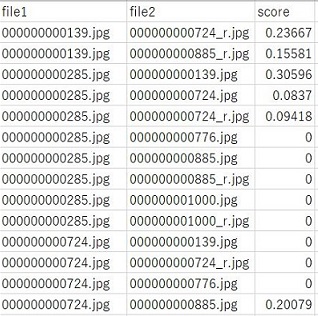 file1 file2 score
000000000139.jpg 000000000724_r.jpg 0.23667
000000000139.jpg 000000000885_r.jpg 0.15581
000000000285.jpg 000000000139.jpg 0.30596
000000000285.jpg 000000000724.jpg 0.0837
000000000285.jpg 000000000724_r.jpg 0.09418
000000000285.jpg 000000000776.jpg 0
000000000285.jpg 000000000885.jpg 0
000000000285.jpg 000000000885_r.jpg 0
000000000285.jpg 000000001000.jpg 0
000000000285.jpg 000000001000_r.jpg 0
000000000724.jpg 000000000139.jpg 0
000000000724.jpg 000000000724_r.jpg 0
000000000724.jpg 000000000776.jpg 0
000000000724.jpg 000000000885.jpg 0.20079